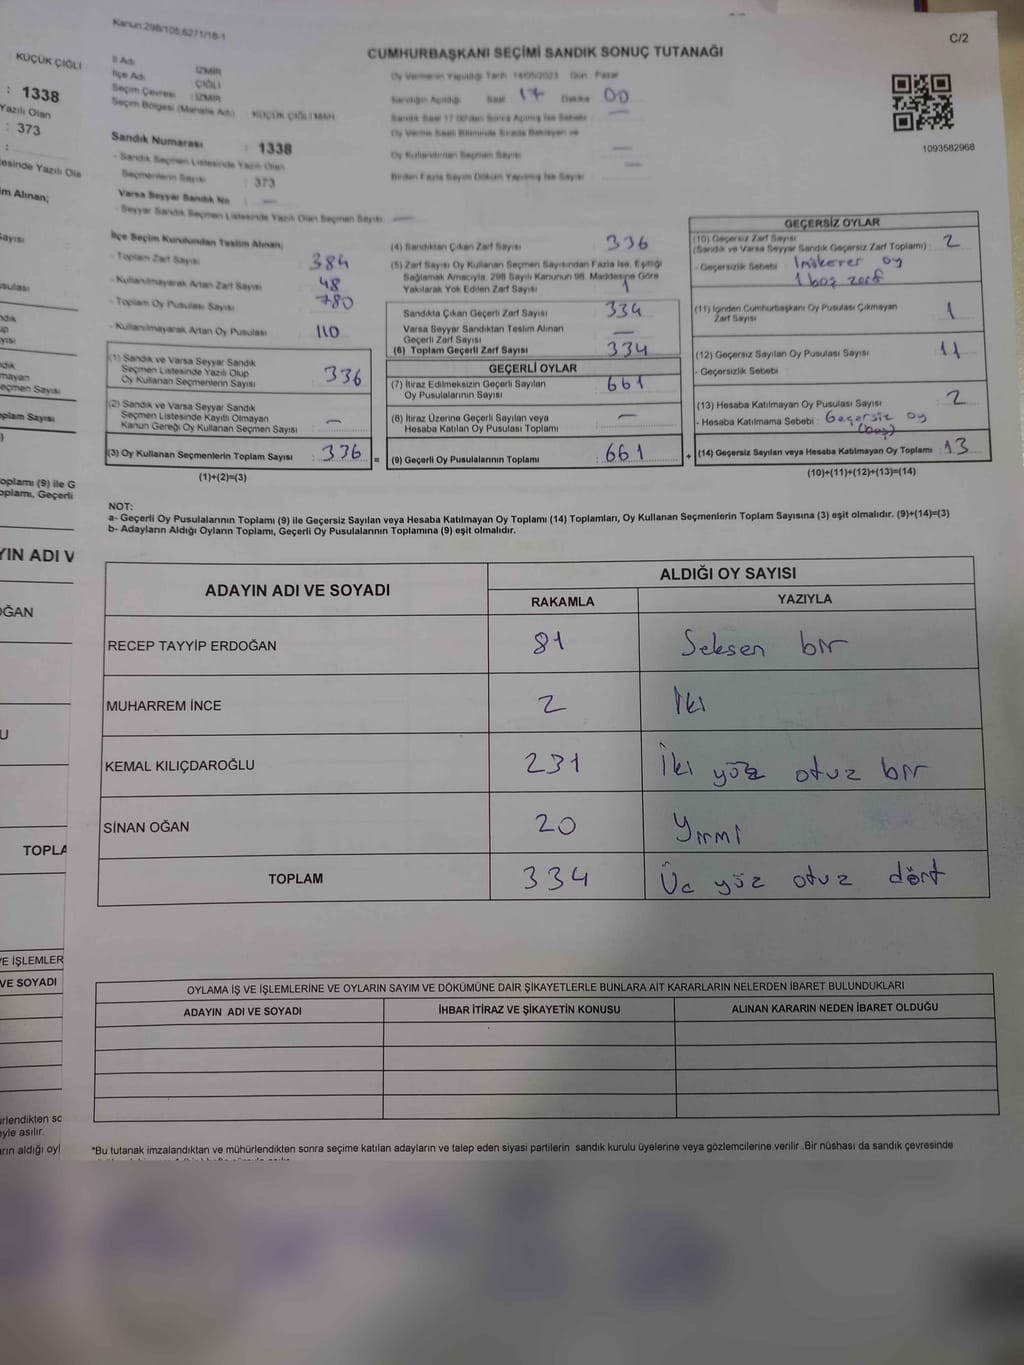 Kanun:298/105,6271/18-1
C/2
CUMHURBAŞKANI SEÇİMİ SANDIK SONUÇ TUTANAĞI
İl Adı : İZMİR
İlçe Adı : ÇİĞLİ
Seçim Çevresi : İZMİR
Seçim Bölgesi (Mahalle Adı) : KÜÇÜK ÇİĞLİ MAH.
Sandık Numarası : 1338
- Sandık Seçmen Listesinde Yazılı Olan
Seçmenlerin Sayısı : 373
Varsa Seyyar Sandık No : —
- Seyyar Sandık Seçmen Listesinde Yazılı Olan Seçmen Sayısı : —
Oy Vermenin Yapıldığı Tarih 14/05/2023 Gün Pazar
Sandığın Açıldığı Saat 17 Dakika 00
Sandık Saat 17:00'dan Sonra Açılmış İse Sebebi —
Oy Verme Saati Bitiminde Sırada Bekleyen ve
Oy Kullandırılan Seçmen Sayısı —
Birden Fazla Sayım Döküm Yapılmış İse Sayısı —
1093582968
İlçe Seçim Kurulundan Teslim Alınan;
- Toplam Zarf Sayısı : 384
- Kullanılmayarak Artan Zarf Sayısı : 48
- Toplam Oy Pusulası Sayısı : 780
- Kullanılmayarak Artan Oy Pusulası : 110
(1) Sandık ve Varsa Seyyar Sandık
Seçmen Listesinde Yazılı Olup
Oy Kullanan Seçmenlerin Sayısı : 336
(2) Sandık ve Varsa Seyyar Sandık
Seçmen Listesinde Kayıtlı Olmayan
Kanun Gereği Oy Kullanan Seçmen Sayısı : —
(3) Oy Kullanan Seçmenlerin Toplam Sayısı : 336
(1)+(2)=(3)
(4) Sandıktan Çıkan Zarf Sayısı : 336
(5) Zarf Sayısı Oy Kullanan Seçmen Sayısından Fazla İse, Eşitliği
Sağlamak Amacıyla, 298 Sayılı Kanunun 98. Maddesine Göre
Yakılarak Yok Edilen Zarf Sayısı :
Sandıkla Çıkan Geçerli Zarf Sayısı : 334
Varsa Seyyar Sandıktan Teslim Alınan
Geçerli Zarf Sayısı : —
(6) Toplam Geçerli Zarf Sayısı : 334
GEÇERLİ OYLAR
(7) İtiraz Edilmeksizin Geçerli Sayılan
Oy Pusulalarının Sayısı : 661
(8) İtiraz Üzerine Geçerli Sayılan veya
Hesaba Katılan Oy Pusulası Toplamı : —
= (9) Geçerli Oy Pusulalarının Toplamı : 661
GEÇERSİZ OYLAR
(10) Geçersiz Zarf Sayısı
(Sandık ve Varsa Seyyar Sandık Geçersiz Zarf Toplamı) : 2
- Geçersizlik Sebebi : 1 mükerrer oy
1 boş zarf
(11) İçinden Cumhurbaşkanı Oy Pusulası Çıkmayan
Zarf Sayısı : 1
(12) Geçersiz Sayılan Oy Pusulası Sayısı : 11
- Geçersizlik Sebebi :
(13) Hesaba Katılmayan Oy Pusulası Sayısı : 2
- Hesaba Katılmama Sebebi : Geçersiz oy
(boş)
+ (14) Geçersiz Sayılan veya Hesaba Katılmayan Oy Toplamı : 13
(10)+(11)+(12)+(13)=(14)
NOT:
a- Geçerli Oy Pusulalarının Toplamı (9) ile Geçersiz Sayılan veya Hesaba Katılmayan Oy Toplamı (14) Toplamları, Oy Kullanan Seçmenlerin Toplam Sayısına (3) eşit olmalıdır. (9)+(14)=(3)
b- Adayların Aldığı Oyların Toplamı, Geçerli Oy Pusulalarının Toplamına (9) eşit olmalıdır.
ADAYIN ADI VE SOYADI
ALDIĞI OY SAYISI
RAKAMLA YAZIYLA
RECEP TAYYİP ERDOĞAN 81 Seksen bir
MUHARREM İNCE 2 İki
KEMAL KILIÇDAROĞLU 231 İki yüz otuz bir
SİNAN OĞAN 20 Yirmi
TOPLAM 334 Üç yüz otuz dört
OYLAMA İŞ VE İŞLEMLERİNE VE OYLARIN SAYIM VE DÖKÜMÜNE DAİR ŞİKAYETLERLE BUNLARA AİT KARARLARIN NELERDEN İBARET BULUNDUKLARI
ADAYIN ADI VE SOYADI İHBAR İTİRAZ VE ŞİKAYETİN KONUSU ALINAN KARARIN NEDEN İBARET OLDUĞU
*Bu tutanak imzalandıktan ve mühürlendikten sonra seçime katılan adayların ve talep eden siyasi partilerin sandık kurulu üyelerine veya gözlemcilerine verilir .Bir nüshası da sandık çevresinde
KÜÇÜK ÇİĞLİ
: 1338
Yazılı Olan
: 373
esinde Yazılı Ola
m Alınan;
ayısı
sulası
eçmen Sayısı
plam Sayısı
oplamı (9) ile G
oplamı, Geçerli
YIN ADI V
OĞAN
U
TOPLA
E İŞLEMLER
VE SOYADI
rlendikten so
yle asılır.
rın aldığı oyl